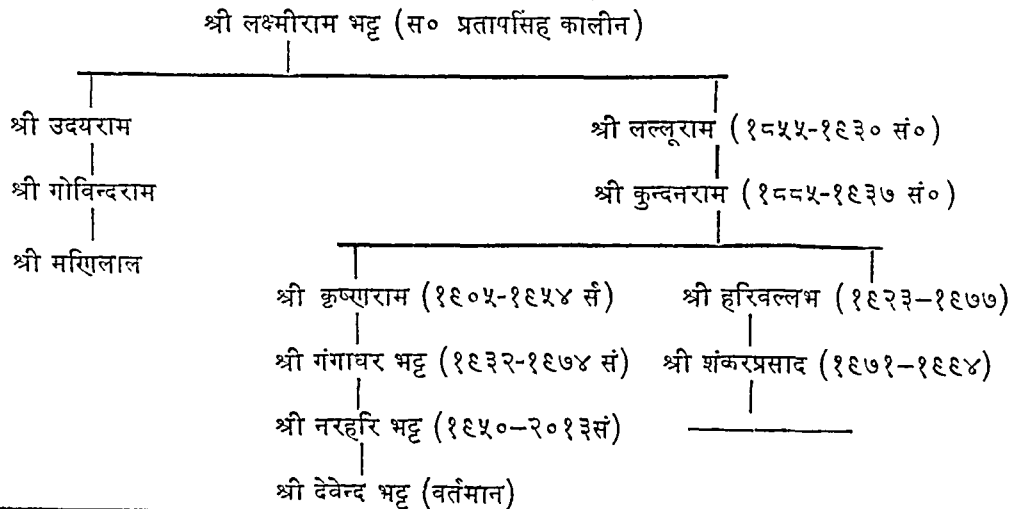 श्री लक्ष्मीराम भट्ट (स० प्रतापसिंह कालीन)
श्री उदयराम श्री लल्लूराम (१८५५-१९३० सं०)
श्री गोविन्दराम श्री कुन्दनराम (१८८५-१९३७ सं०)
श्री मणिलाल
श्री कृष्णराम (१९०५-१९५४ सं) श्री हरिवल्लभ (१९२३–१९७७)
श्री गंगाधर भट्ट (१९३२-१९७४ सं) श्री शंकरप्रसाद (१९७१–१९९४)
श्री नरहरि भट्ट (१९५०–२०१३सं)
श्री देवेन्द भट्ट (वर्तमान)